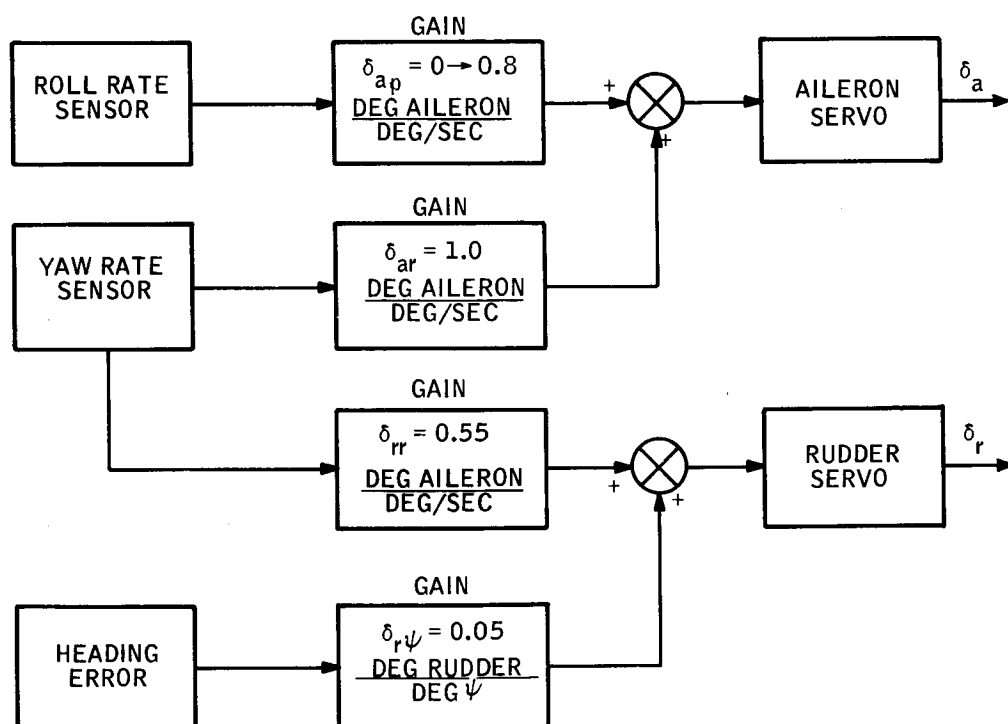 GAIN
ROLL RATE
SENSOR
δap = 0→0.8
DEG AILERON
DEG/SEC
+
+
AILERON
SERVO
δa
GAIN
YAW RATE
SENSOR
δar = 1.0
DEG AILERON
DEG/SEC
GAIN
δrr = 0.55
DEG AILERON
DEG/SEC
+
+
RUDDER
SERVO
δr
GAIN
HEADING
ERROR
δrψ = 0.05
DEG RUDDER
DEG ψ